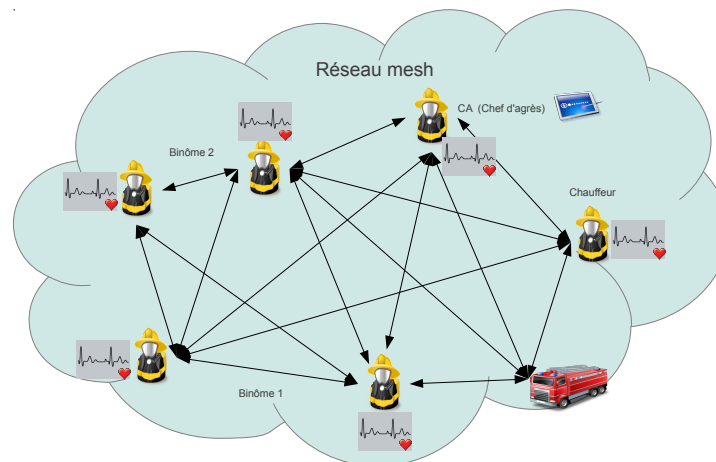 Réseau mesh
CA (Chef d'agrès)
Binôme 2
Chauffeur
Binôme 1